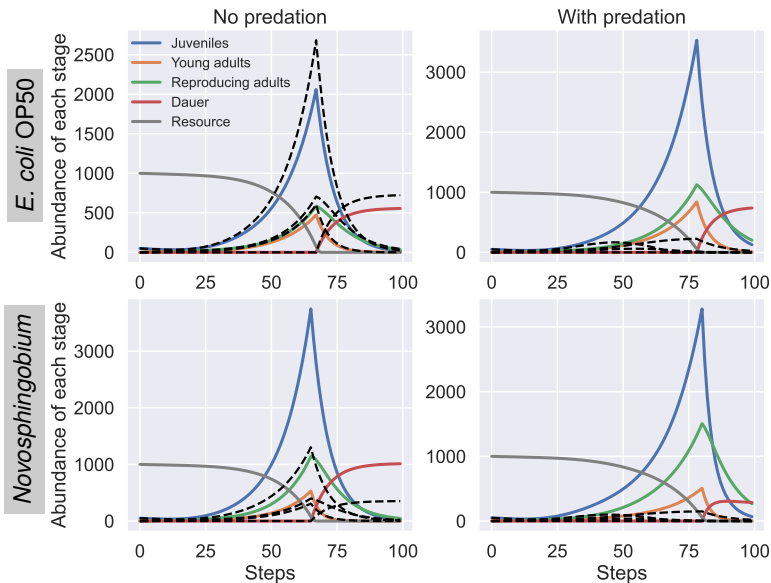 No predation
With predation
E. coli OP50
Abundance of each stage
2500
2000
1500
1000
500
0
Juveniles
Young adults
Reproducing adults
Dauer
Resource
0 25 50 75 100
3000
2000
1000
0
0 25 50 75 100
Novosphingobium
Abundance of each stage
3000
2000
1000
0
0 25 50 75 100
Steps
3000
2000
1000
0
0 25 50 75 100
Steps